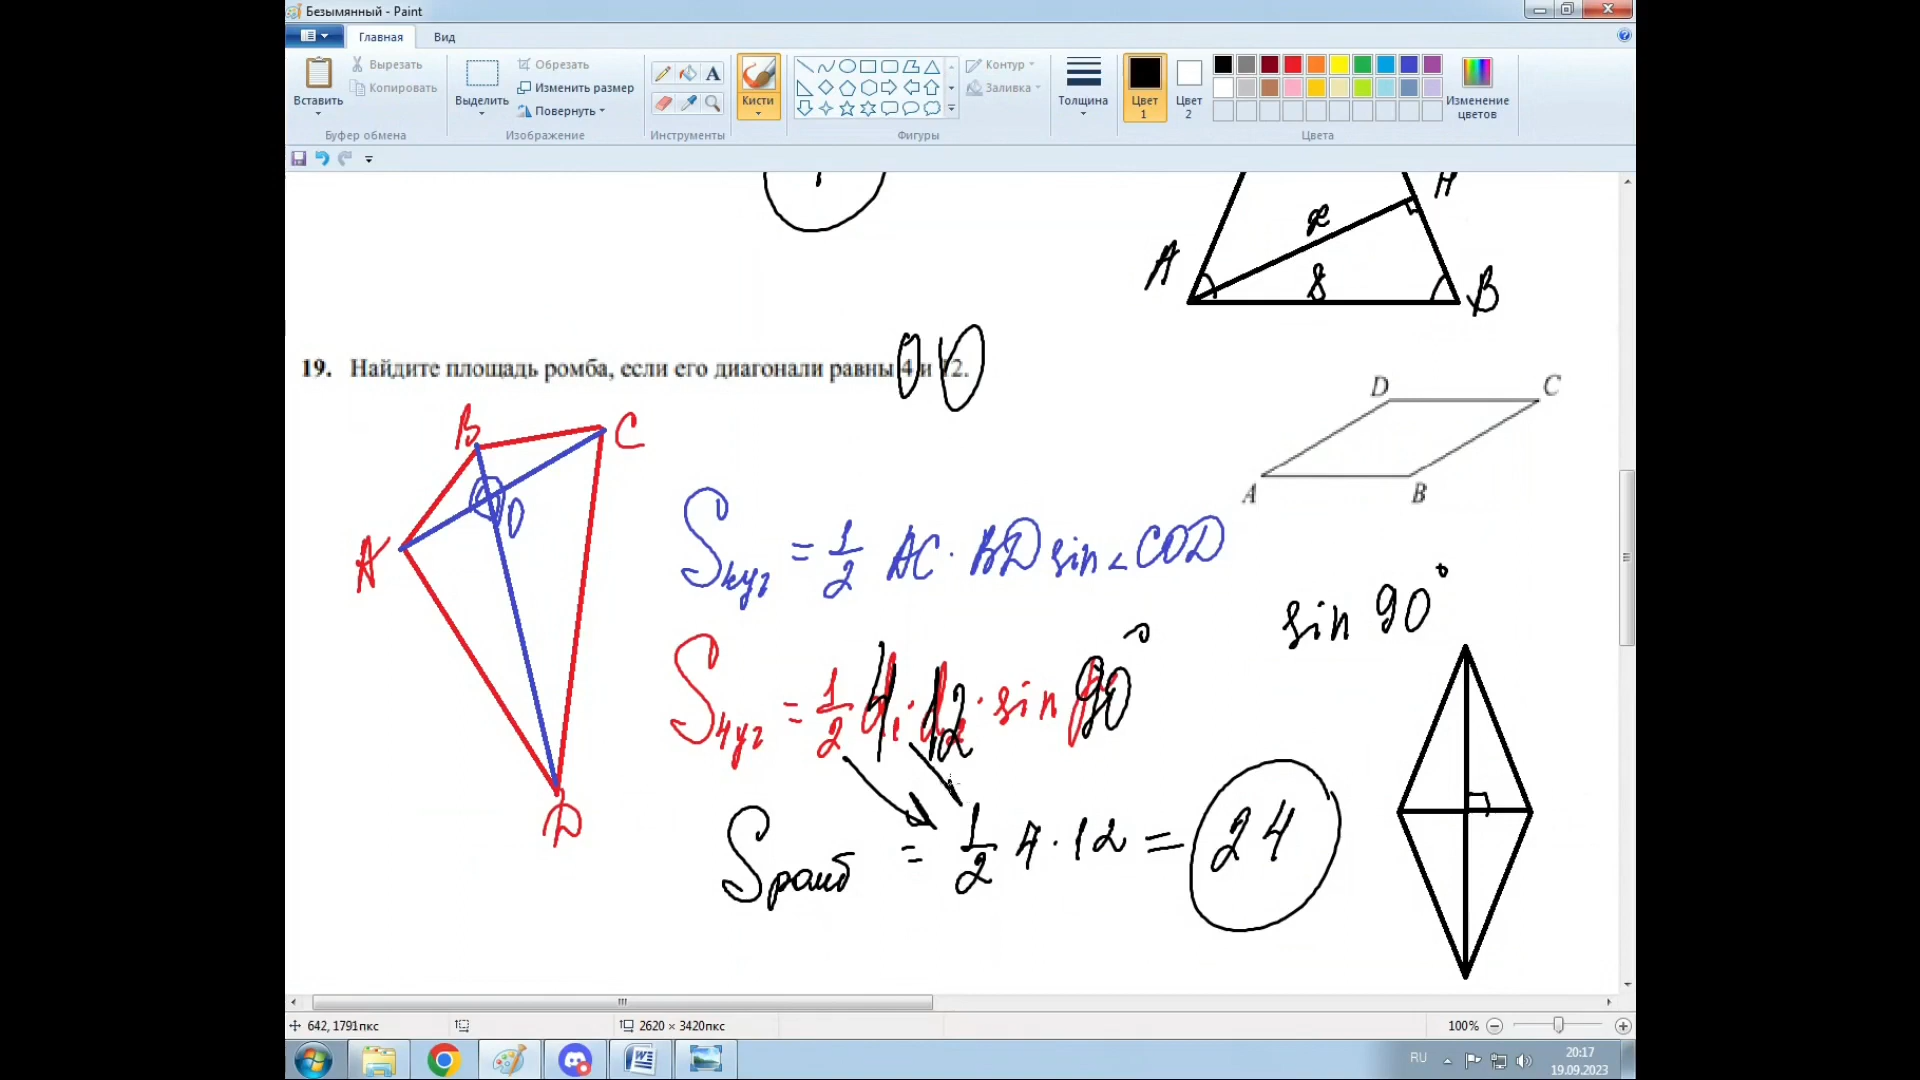 Безымянный - Paint
Главная Вид
Вставить
Вырезать
Копировать
Буфер обмена
Выделить
Обрезать
Изменить размер
Повернуть
Изображение
A
Инструменты
Кисти
Контур
Заливка
Фигуры
Толщина
Цвет 1
Цвет 2
Изменение цветов
Цвета
H
x
A 8 B
19. Найдите площадь ромба, если его диагонали равны 4 и 12.
D C
A B
B C
O
A
D
S = 1/2 AC · BD sin ∠COD
sin 90°
S4уг = 1/2 4 · 12 · sin 90°
Sромб = 1/2 4 · 12 = 24
642, 1791пкс
2620 × 3420пкс
100%
RU
20:17
19.09.2023